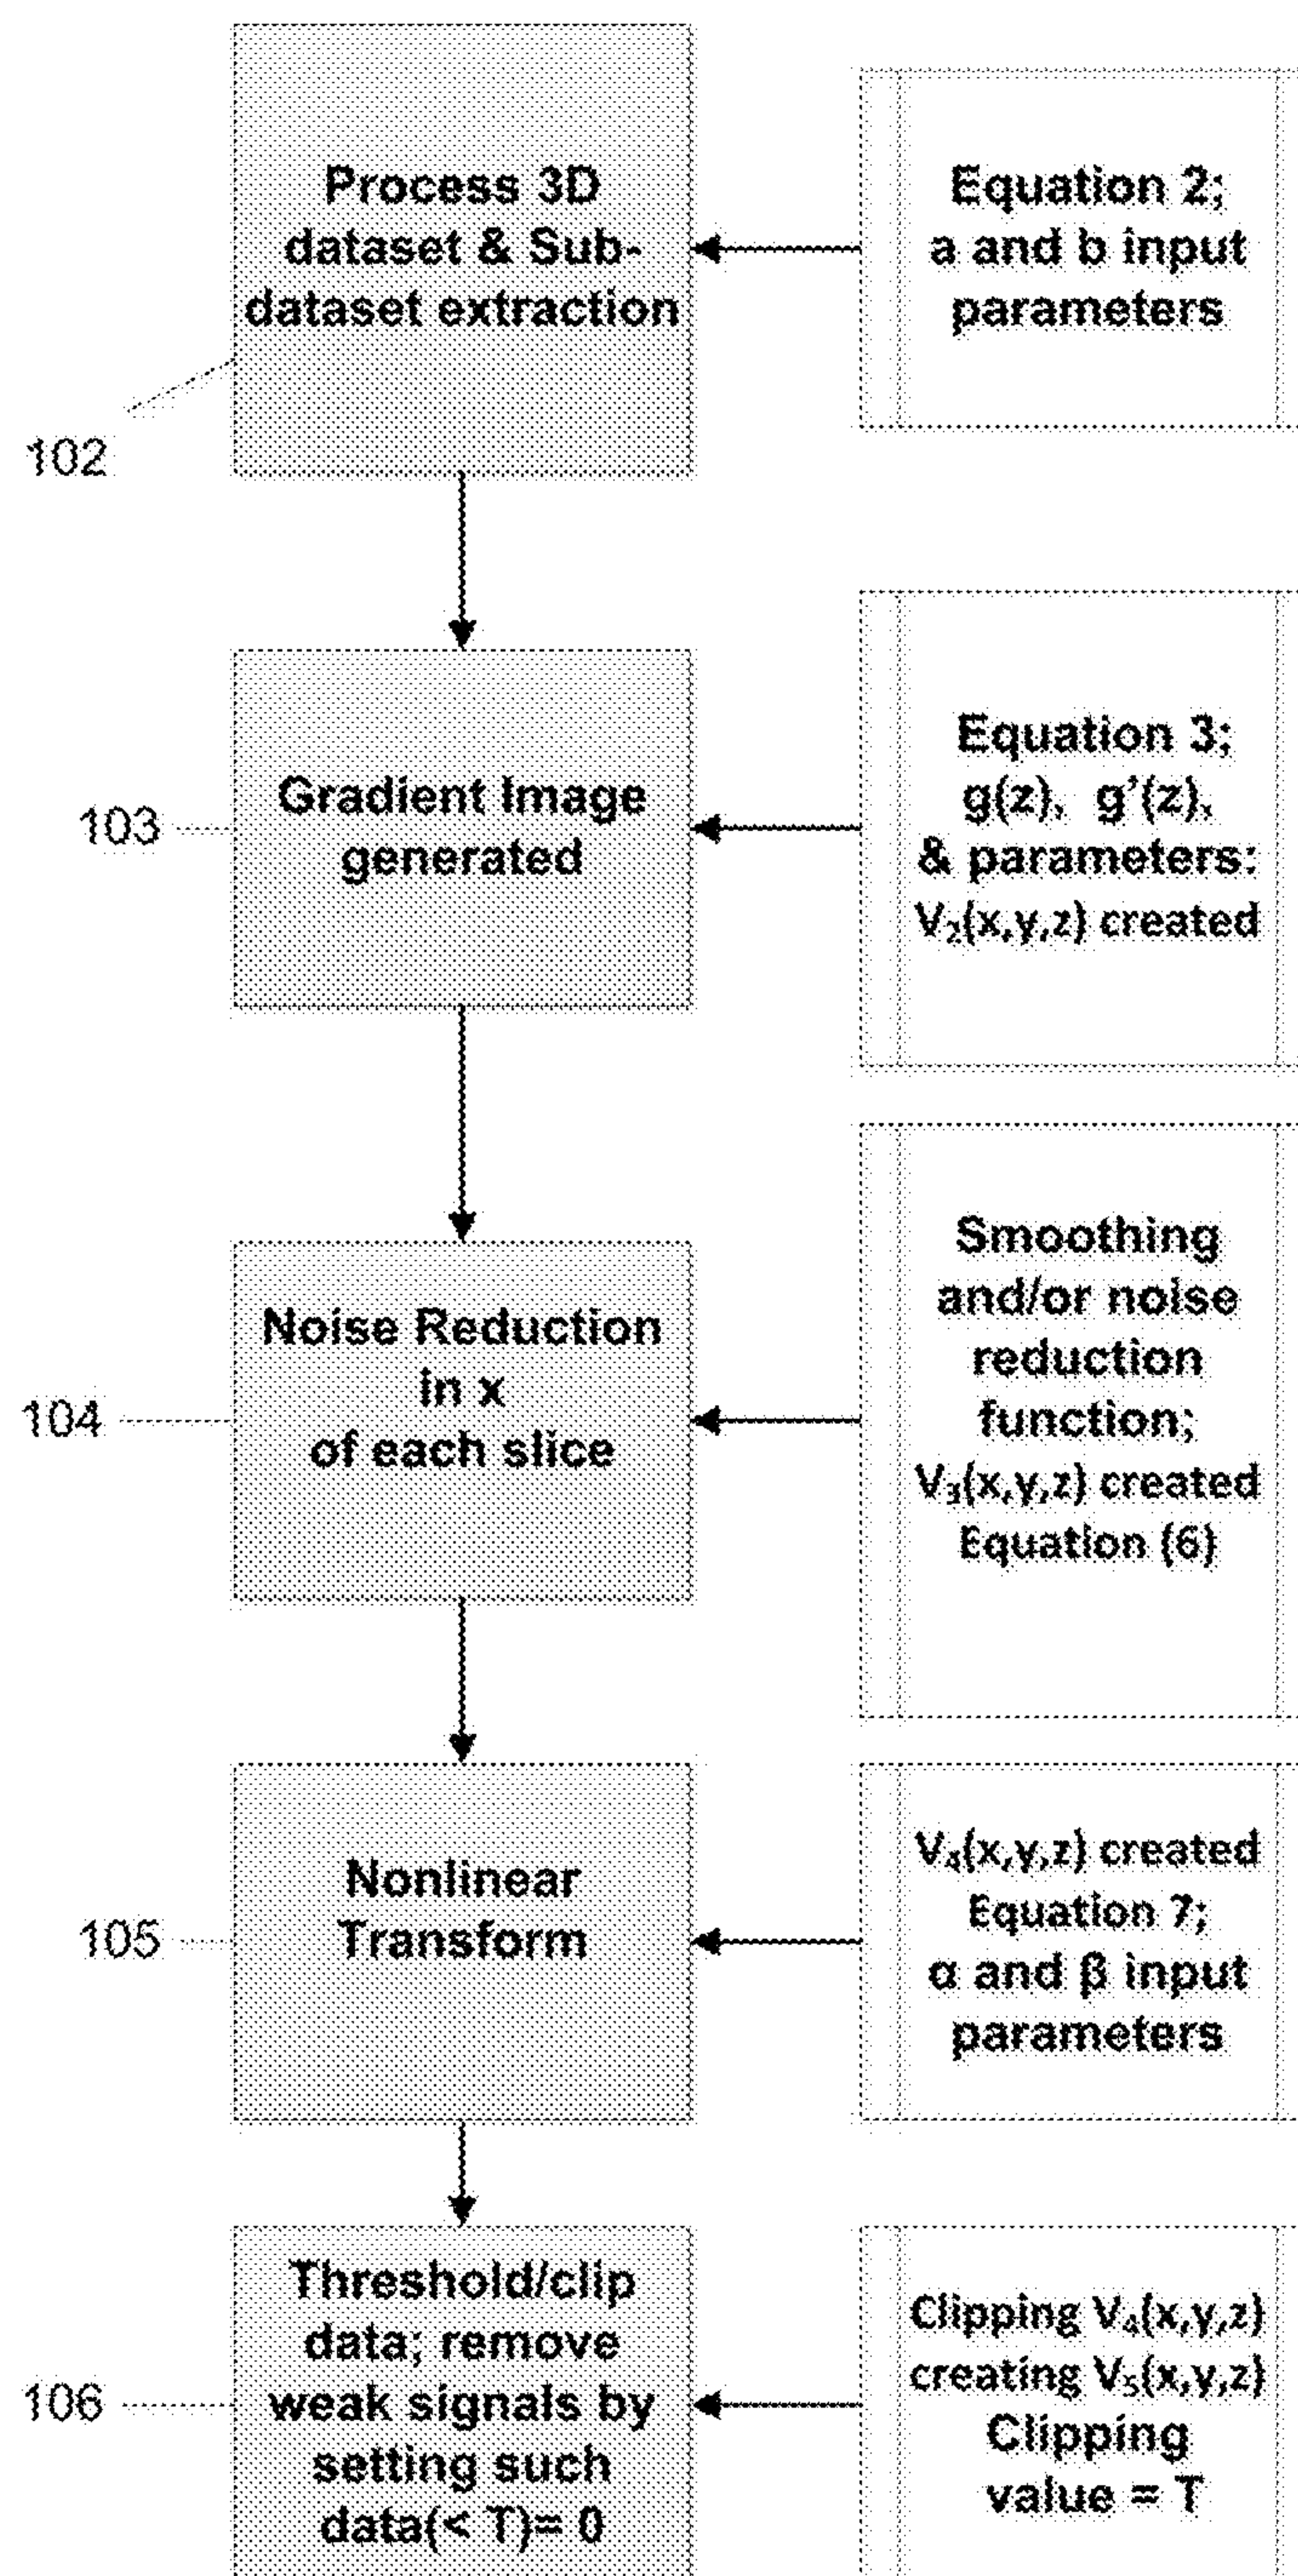 Process 3D
dataset & Sub-
dataset extraction
Equation 2;
a and b input
parameters
102
Gradient Image
generated
Equation 3;
g(z), g'(z),
& parameters:
V₂(x,y,z) created
103
Noise Reduction
in x
of each slice
Smoothing
and/or noise
reduction
function;
V₃(x,y,z) created
Equation (6)
104
Nonlinear
Transform
V₄(x,y,z) created
Equation 7;
α and β input
parameters
105
Threshold/clip
data; remove
weak signals by
setting such
data(< T)= 0
Clipping V₄(x,y,z)
creating V₅(x,y,z)
Clipping
value = T
106